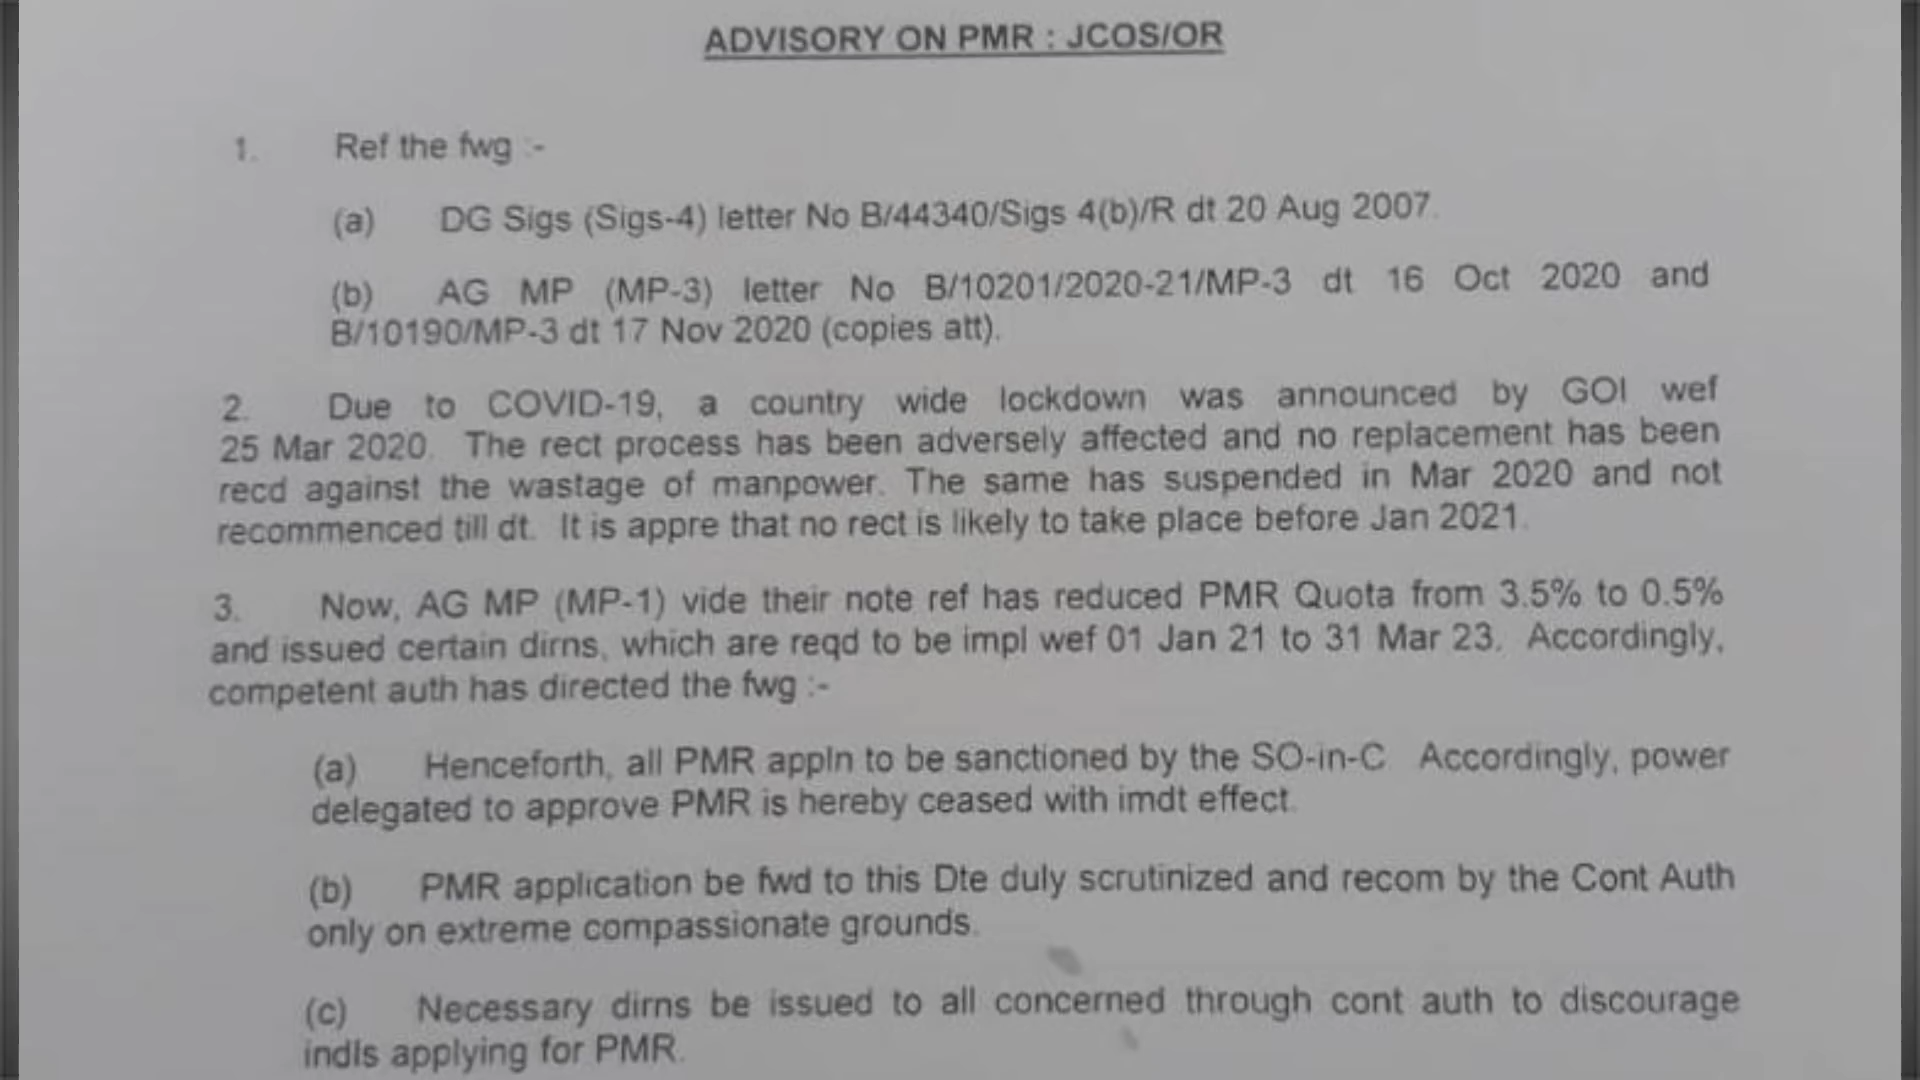 ADVISORY ON PMR : JCOS/OR
1. Ref the fwg :-
(a) DG Sigs (Sigs-4) letter No B/44340/Sigs 4(b)/R dt 20 Aug 2007.
(b) AG MP (MP-3) letter No B/10201/2020-21/MP-3 dt 16 Oct 2020 and
B/10190/MP-3 dt 17 Nov 2020 (copies att).
2. Due to COVID-19, a country wide lockdown was announced by GOI wef
25 Mar 2020. The rect process has been adversely affected and no replacement has been
recd against the wastage of manpower. The same has suspended in Mar 2020 and not
recommenced till dt. It is appre that no rect is likely to take place before Jan 2021.
3. Now, AG MP (MP-1) vide their note ref has reduced PMR Quota from 3.5% to 0.5%
and issued certain dirns, which are reqd to be impl wef 01 Jan 21 to 31 Mar 23. Accordingly,
competent auth has directed the fwg :-
(a) Henceforth, all PMR appln to be sanctioned by the SO-in-C Accordingly, power
delegated to approve PMR is hereby ceased with imdt effect.
(b) PMR application be fwd to this Dte duly scrutinized and recom by the Cont Auth
only on extreme compassionate grounds.
(c) Necessary dirns be issued to all concerned through cont auth to discourage
indls applying for PMR.